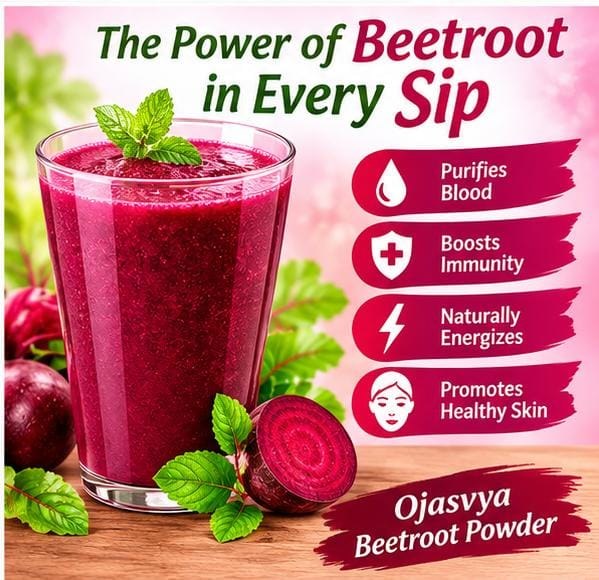 The Power of Beetroot
in Every Sip
Purifies
Blood
Boosts
Immunity
Naturally
Energizes
Promotes
Healthy Skin
Ojasvya
Beetroot Powder